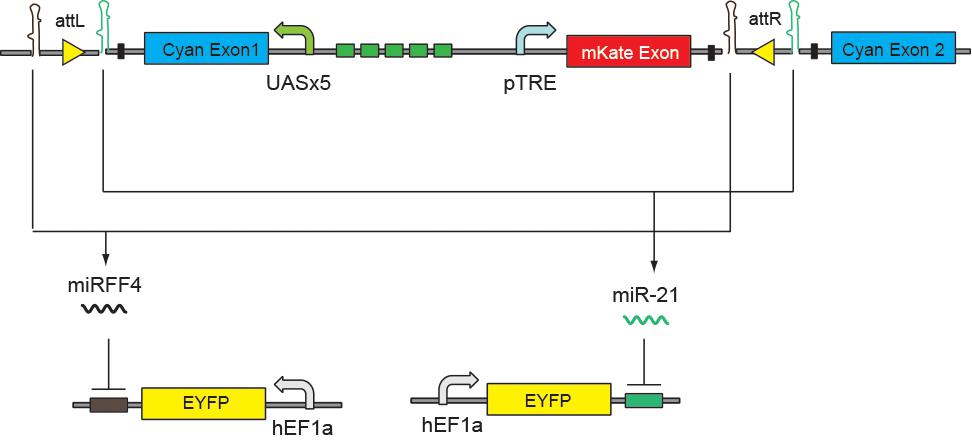 attL
attR
Cyan Exon1
mKate Exon
Cyan Exon 2
UASx5
pTRE
miRFF4
miR-21
EYFP
EYFP
hEF1a
hEF1a